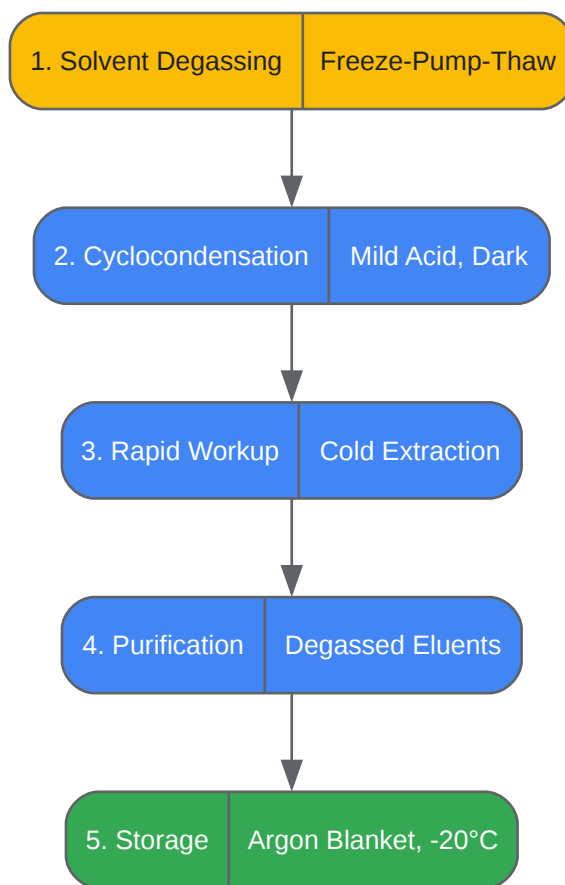 1. Solvent Degassing Freeze-Pump-Thaw
2. Cyclocondensation Mild Acid, Dark
3. Rapid Workup Cold Extraction
4. Purification Degassed Eluents
5. Storage Argon Blanket, -20°C